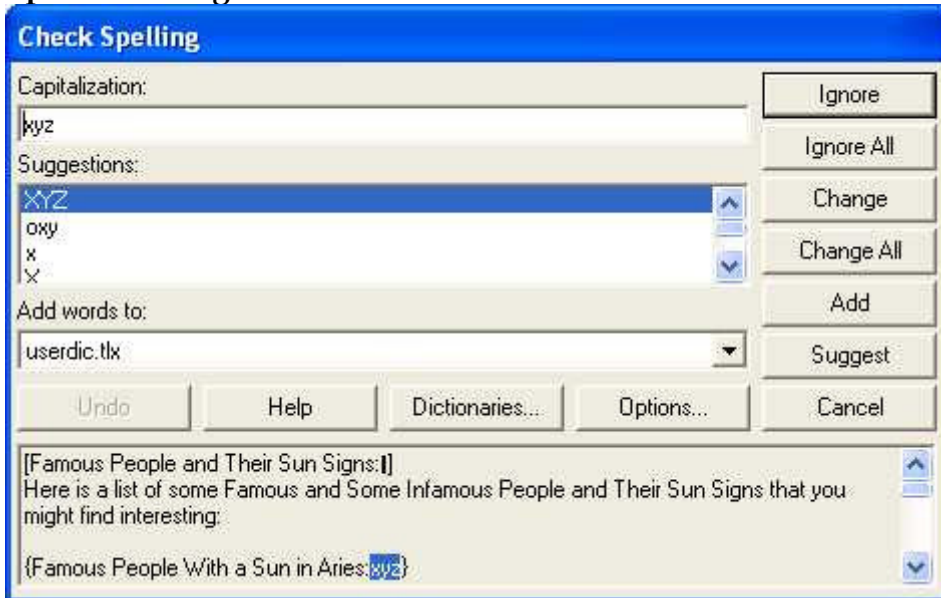 Check Spelling
Capitalization:
xyz
Suggestions:
XYZ
oxy
x
X
Add words to:
userdic.tlx
Ignore
Ignore All
Change
Change All
Add
Suggest
Undo
Help
Dictionaries...
Options...
Cancel
[Famous People and Their Sun Signs:|]
Here is a list of some Famous and Some Infamous People and Their Sun Signs that you
might find interesting:
{Famous People With a Sun in Aries:xyz}